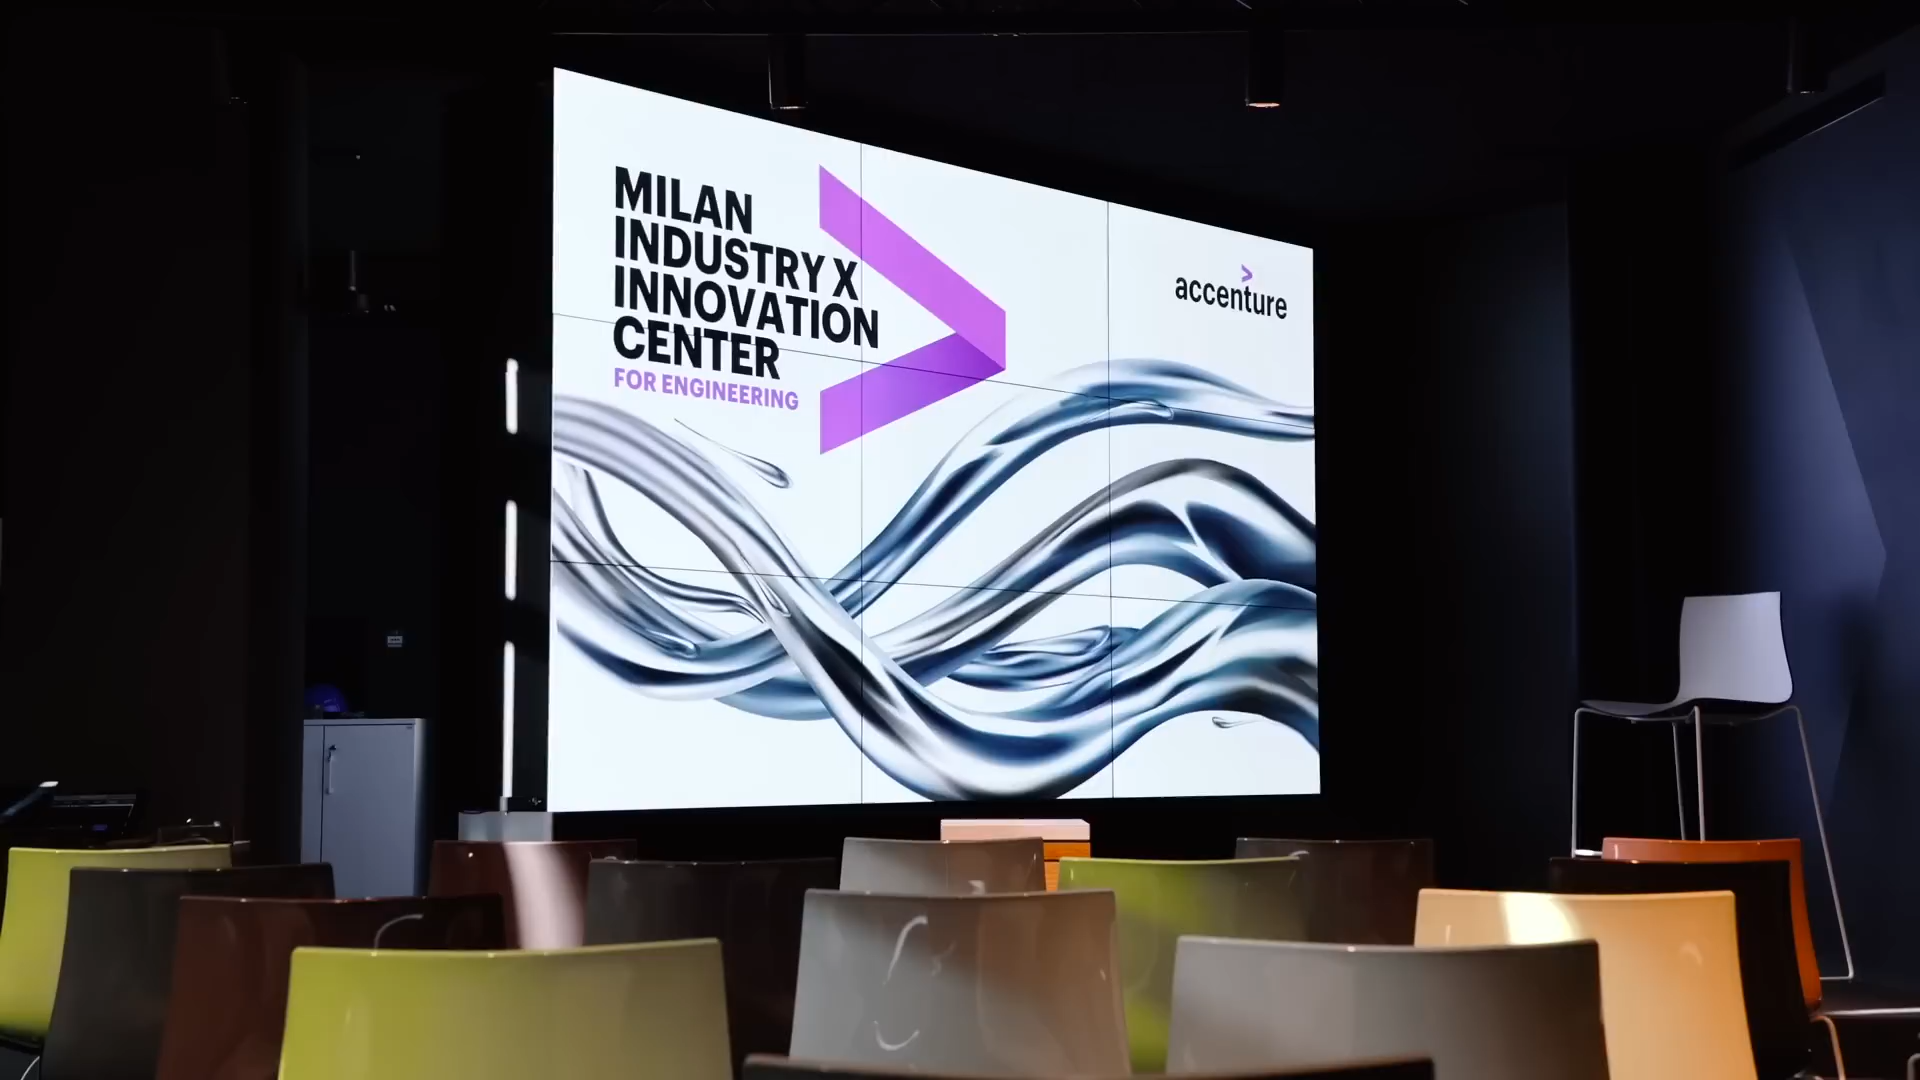 MILAN
INDUSTRY X
INNOVATION
CENTER
FOR ENGINEERING
accenture